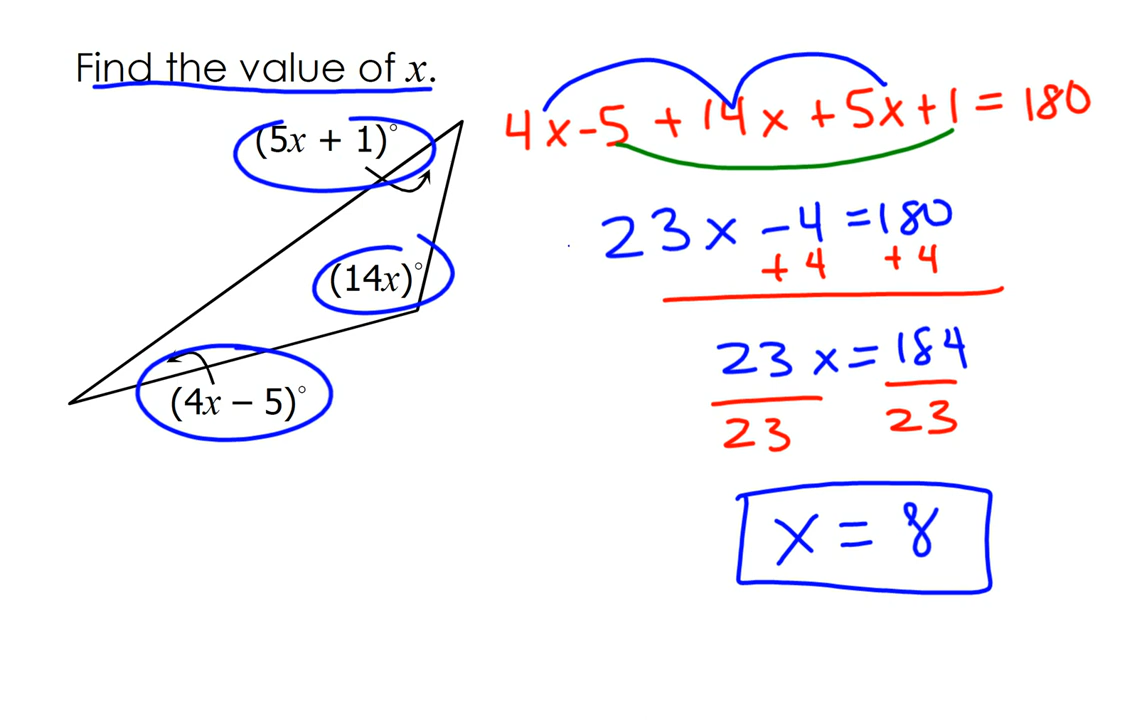 Find the value of x.
(5x + 1)°
(14x)°
(4x − 5)°
4x-5 + 14x + 5x+1 = 180
23x -4 = 180
+4 +4
23x = 184
23 23
x = 8